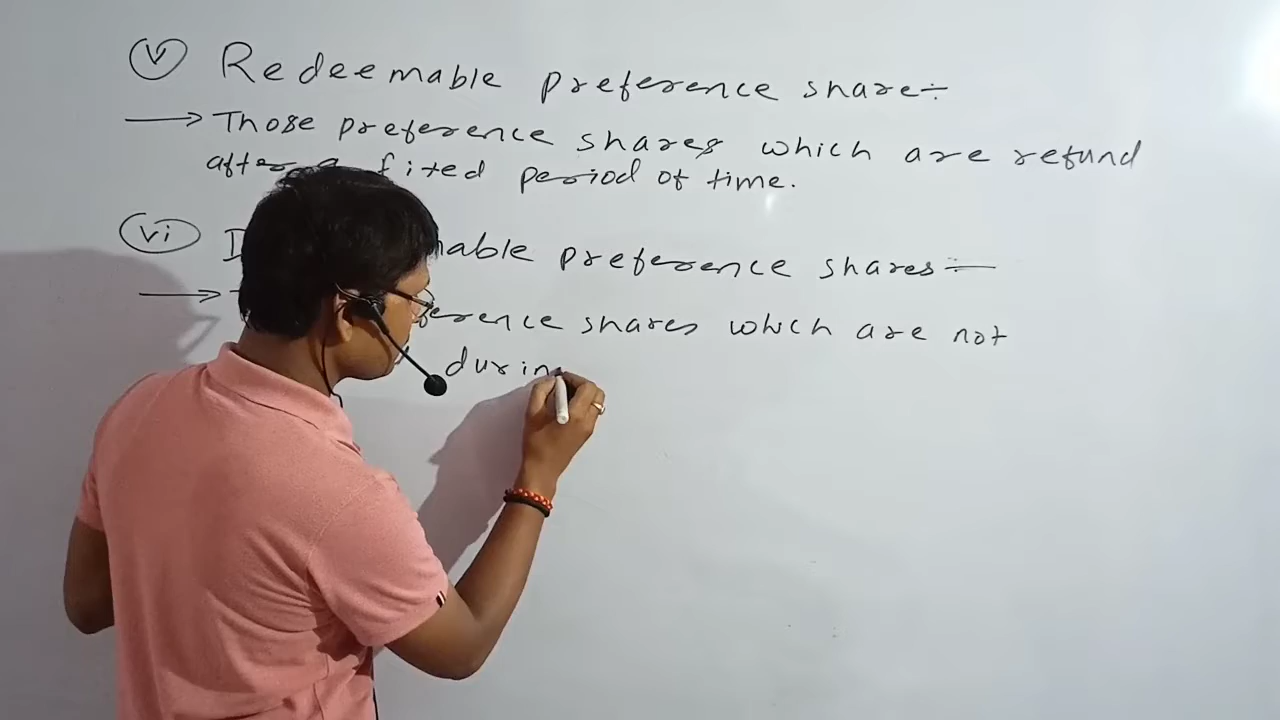 (v) Redeemable preference share÷
→ Those preference shares which are refund
after a fixed period of time.
(vi) preference shares÷
→ shares which are not
durin